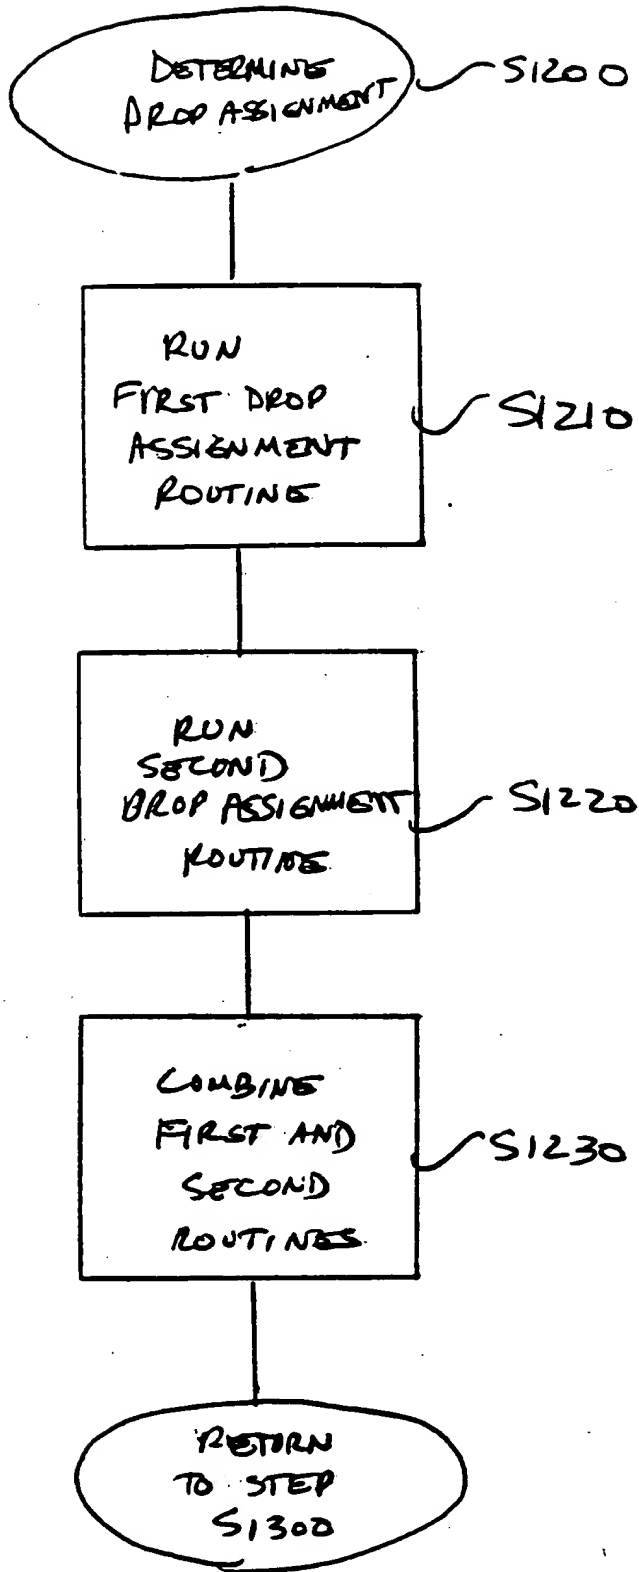 DETERMINE
DROP ASSIGNMENT
S1200
RUN
FIRST DROP
ASSIGNMENT
ROUTINE
S1210
RUN
SECOND
DROP ASSIGNMENT
ROUTINE
S1220
COMBINE
FIRST AND
SECOND
ROUTINES
S1230
RETURN
TO STEP
S1300